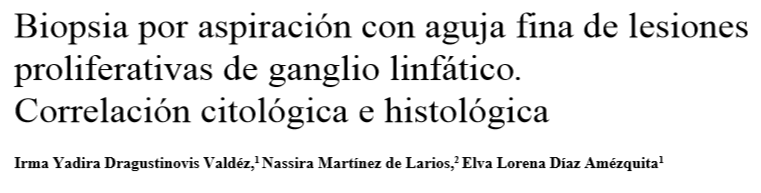 Biopsia por aspiración con aguja fina de lesiones
proliferativas de ganglio linfático.
Correlación citológica e histológica
Irma Yadira Dragustinovis Valdéz,¹ Nassira Martínez de Larios,² Elva Lorena Díaz Amézquita¹